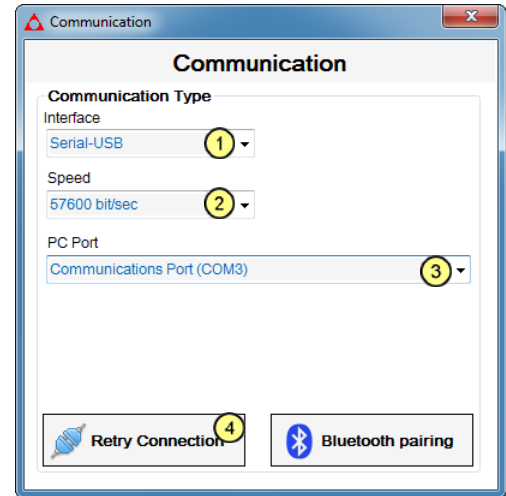 Communication
x
Communication
Communication Type
Interface
Serial-USB 1
Speed
57600 bit/sec 2
PC Port
Communications Port (COM3) 3
4
Retry Connection Bluetooth pairing